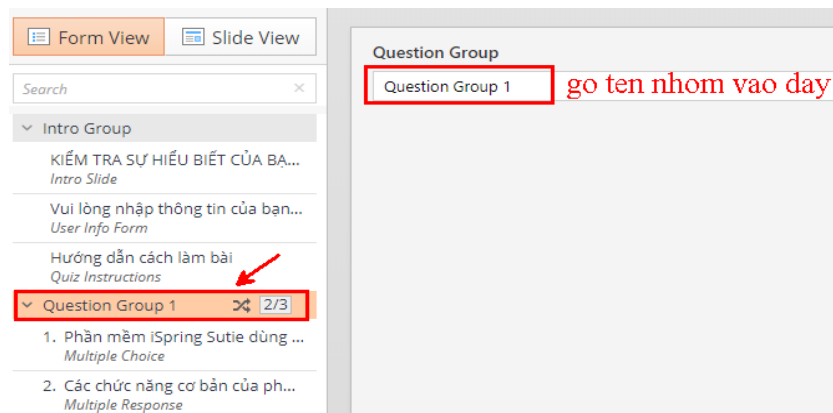 Form View
Slide View
Search
Intro Group
KIỂM TRA SỰ HIỂU BIẾT CỦA BẠ...
Intro Slide
Vui lòng nhập thông tin của bạn...
User Info Form
Hướng dẫn cách làm bài
Quiz Instructions
Question Group 1 2/3
1. Phần mềm iSpring Sutie dùng ...
Multiple Choice
2. Các chức năng cơ bản của ph...
Multiple Response
Question Group
Question Group 1 go ten nhom vao day